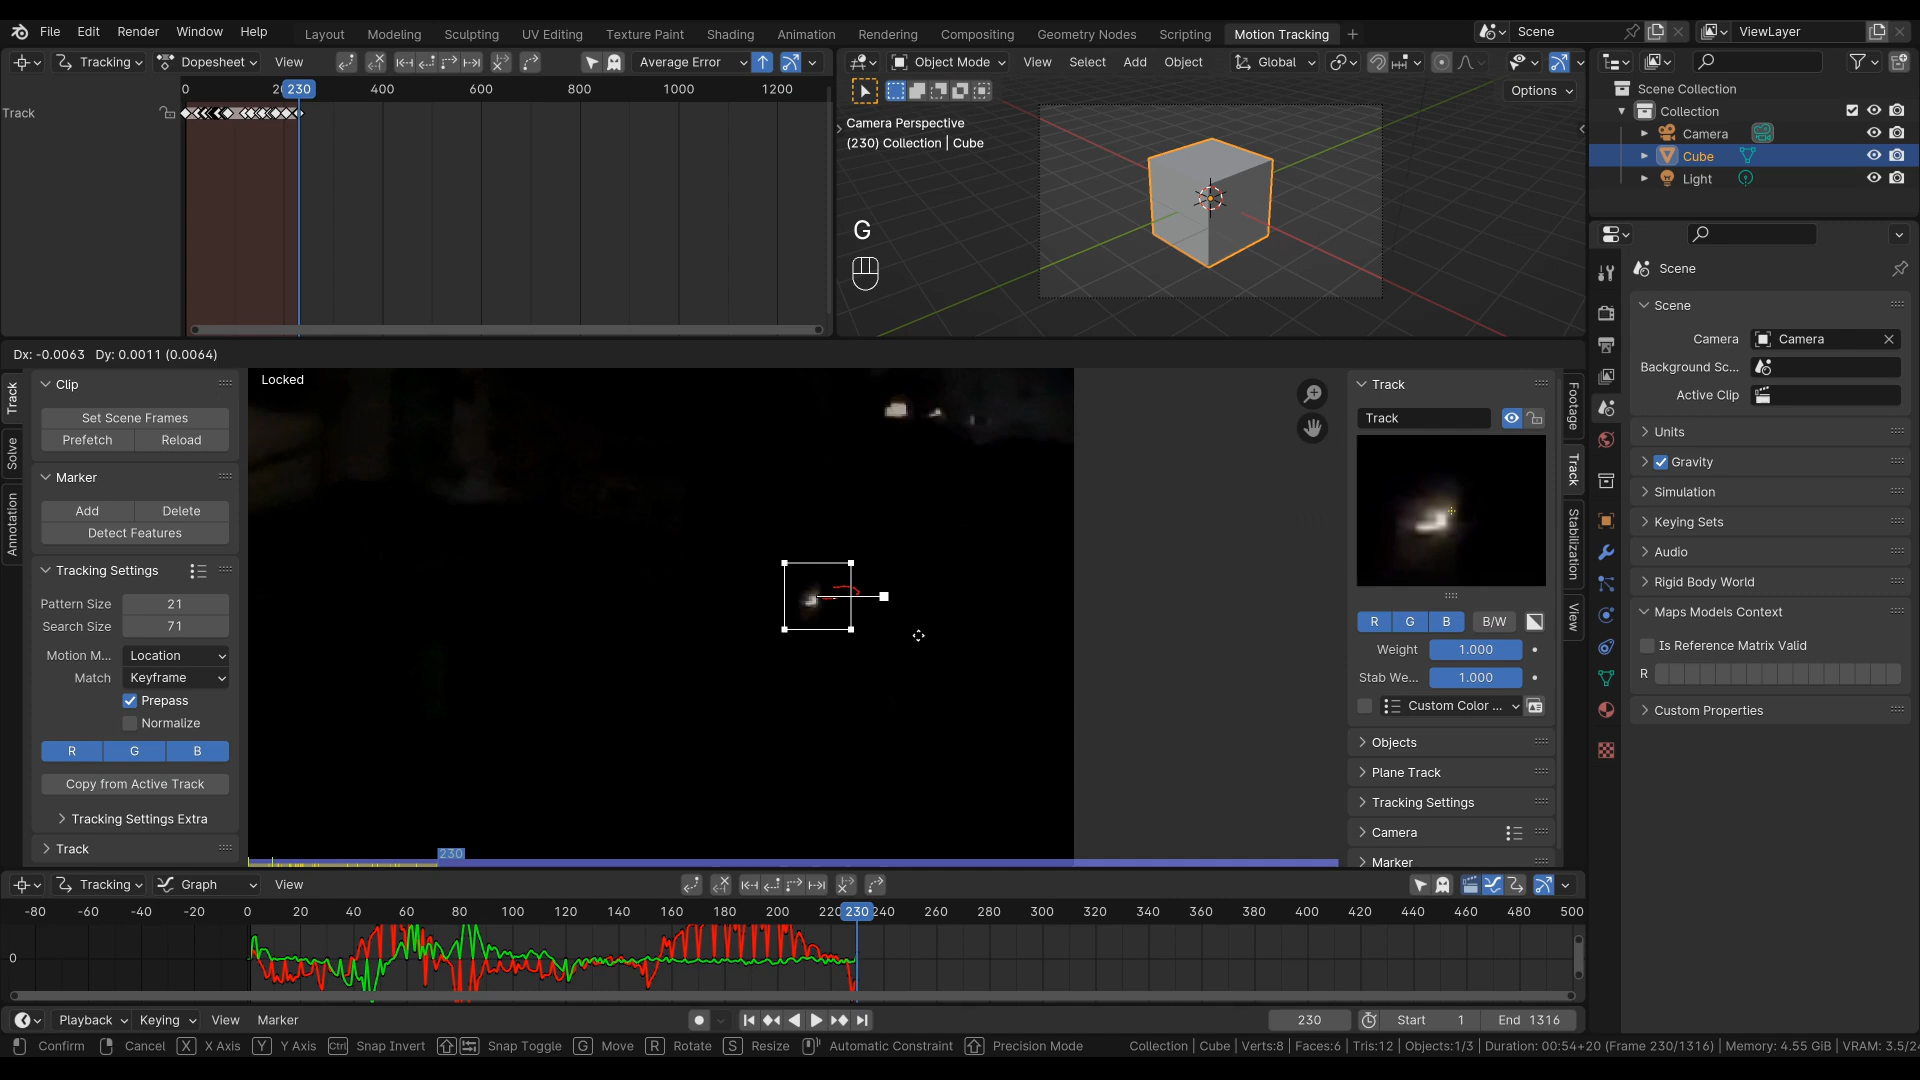 File Edit Render Window Help Layout Modeling Sculpting UV Editing Texture Paint Shading Animation Rendering Compositing Geometry Nodes Scripting Motion Tracking + Scene ViewLayer
Tracking Dopesheet View Average Error
0 230 400 600 800 1000 1200
Track
Object Mode View Select Add Object Global
Options
Camera Perspective
(230) Collection | Cube
G
Scene Collection
Collection
Camera
Cube
Light
Dx: -0.0063 Dy: 0.0011 (0.0064)
Track
Solve
Annotation
Clip
Set Scene Frames
Prefetch Reload
Marker
Add Delete
Detect Features
Tracking Settings
Pattern Size 21
Search Size 71
Motion M... Location
Match Keyframe
Prepass
Normalize
R G B
Copy from Active Track
Tracking Settings Extra
Track
Locked
230
Track
Track
R G B B/W
Weight 1.000
Stab We... 1.000
Custom Color ...
Objects
Plane Track
Tracking Settings
Camera
Marker
Footage
Track
Stabilization
View
Scene
Scene
Camera Camera
Background Sc...
Active Clip
Units
Gravity
Simulation
Keying Sets
Audio
Rigid Body World
Maps Models Context
Is Reference Matrix Valid
R
Custom Properties
Tracking Graph View
-80 -60 -40 -20 0 20 40 60 80 100 120 140 160 180 200 230 240 260 280 300 320 340 360 380 400 420 440 460 480 500
0
Playback Keying View Marker 230 Start 1 End 1316
Confirm Cancel X X Axis Y Y Axis Ctrl Snap Invert Snap Toggle G Move R Rotate S Resize Automatic Constraint Precision Mode Collection | Cube | Verts:8 | Faces:6 | Tris:12 | Objects:1/3 | Duration: 00:54+20 (Frame 230/1316) | Memory: 4.55 GiB | VRAM: 3.5/24